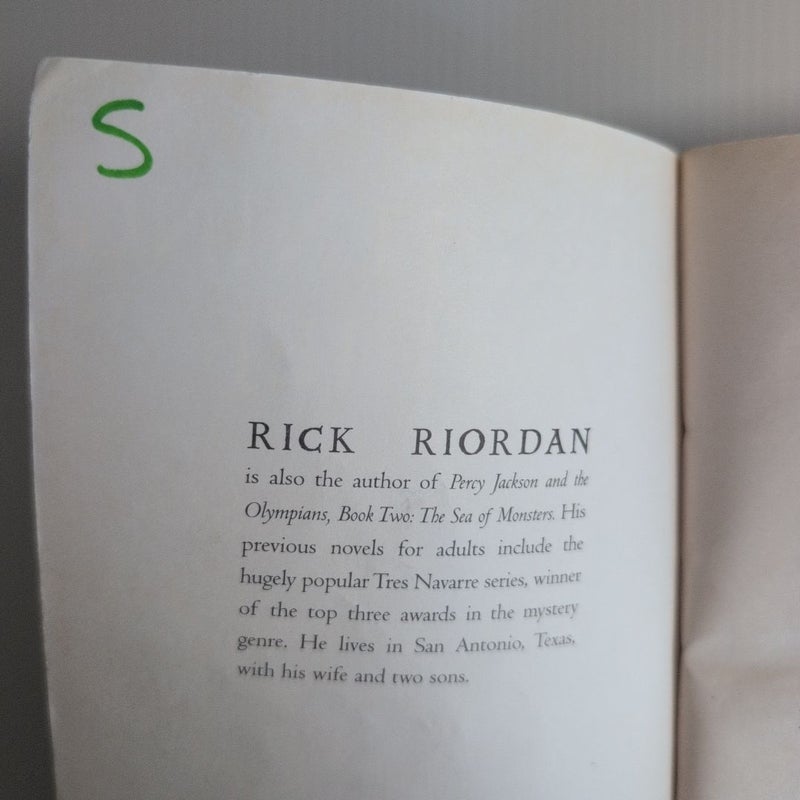 S
RICK RIORDAN
is also the author of Percy Jackson and the
Olympians, Book Two: The Sea of Monsters. His
previous novels for adults include the
hugely popular Tres Navarre series, winner
of the top three awards in the mystery
genre. He lives in San Antonio, Texas,
with his wife and two sons.